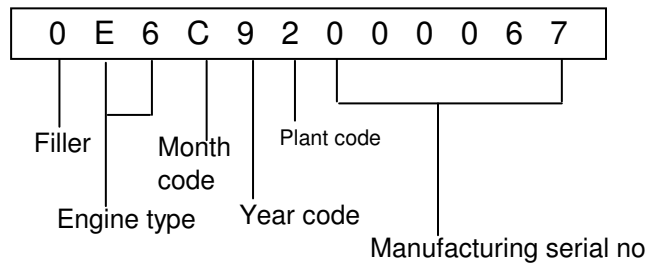 0 E 6 C 9 2 0 0 0 0 6 7
Filler
Month
code
Plant code
Engine type
Year code
Manufacturing serial no